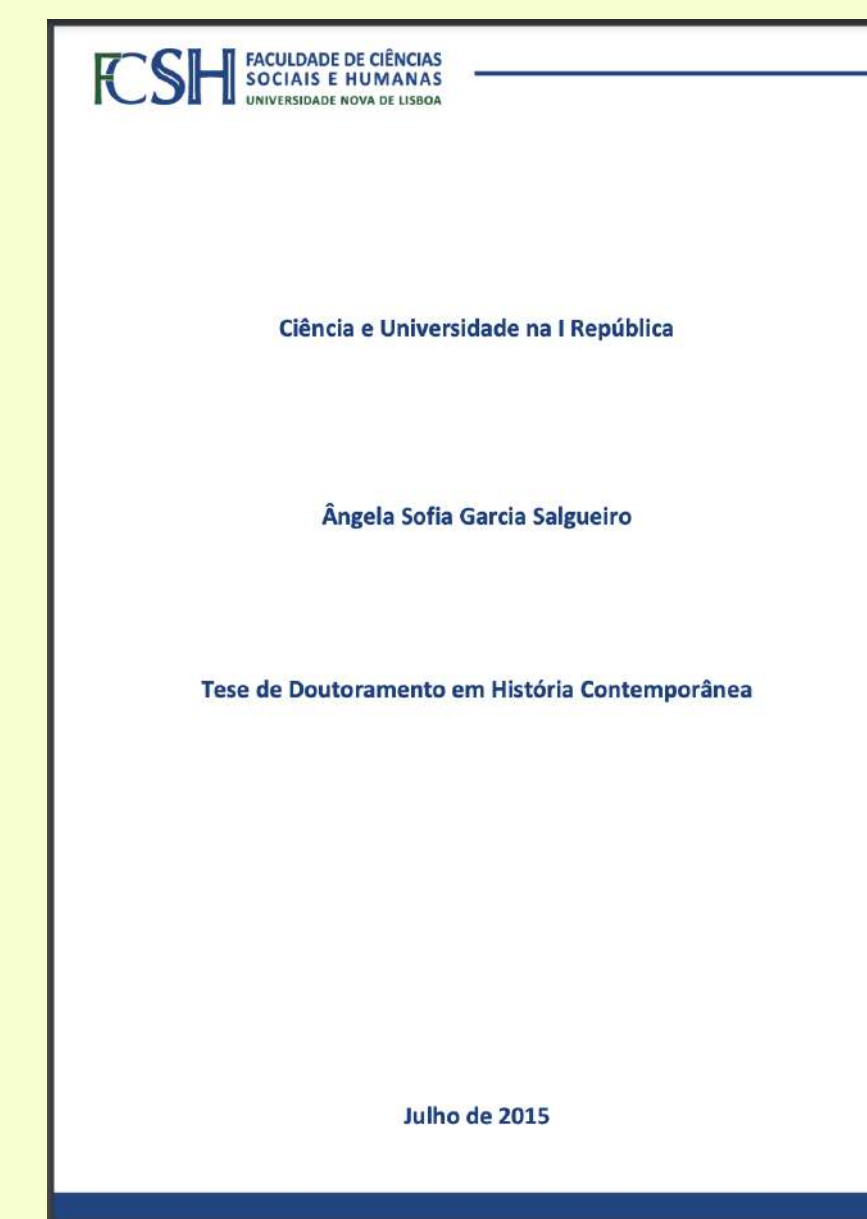 FCSH
FACULDADE DE CIÊNCIAS
SOCIAIS E HUMANAS
UNIVERSIDADE NOVA DE LISBOA
Ciência e Universidade na I República
Ângela Sofia Garcia Salgueiro
Tese de Doutoramento em História Contemporânea
Julho de 2015